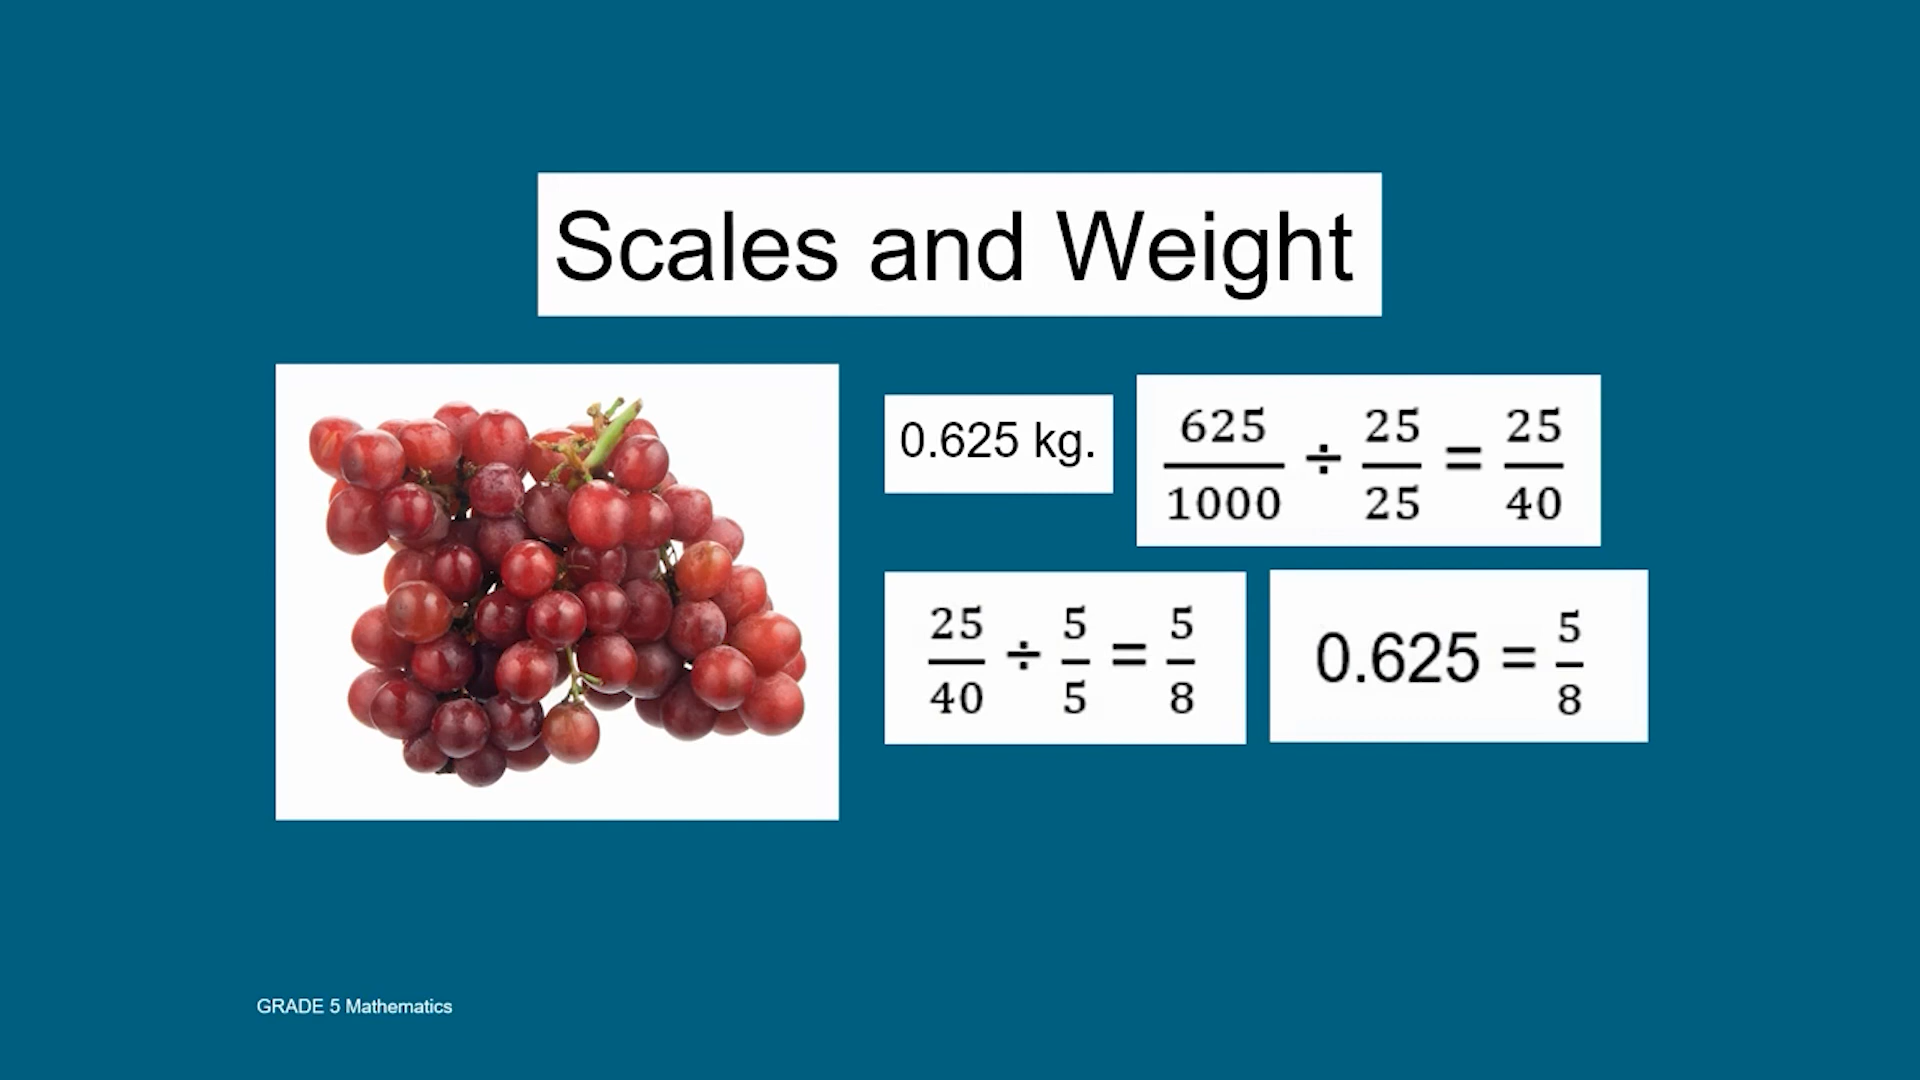 Scales and Weight
0.625 kg.
625/1000 ÷ 25/25 = 25/40
25/40 ÷ 5/5 = 5/8
0.625 = 5/8
GRADE 5 Mathematics